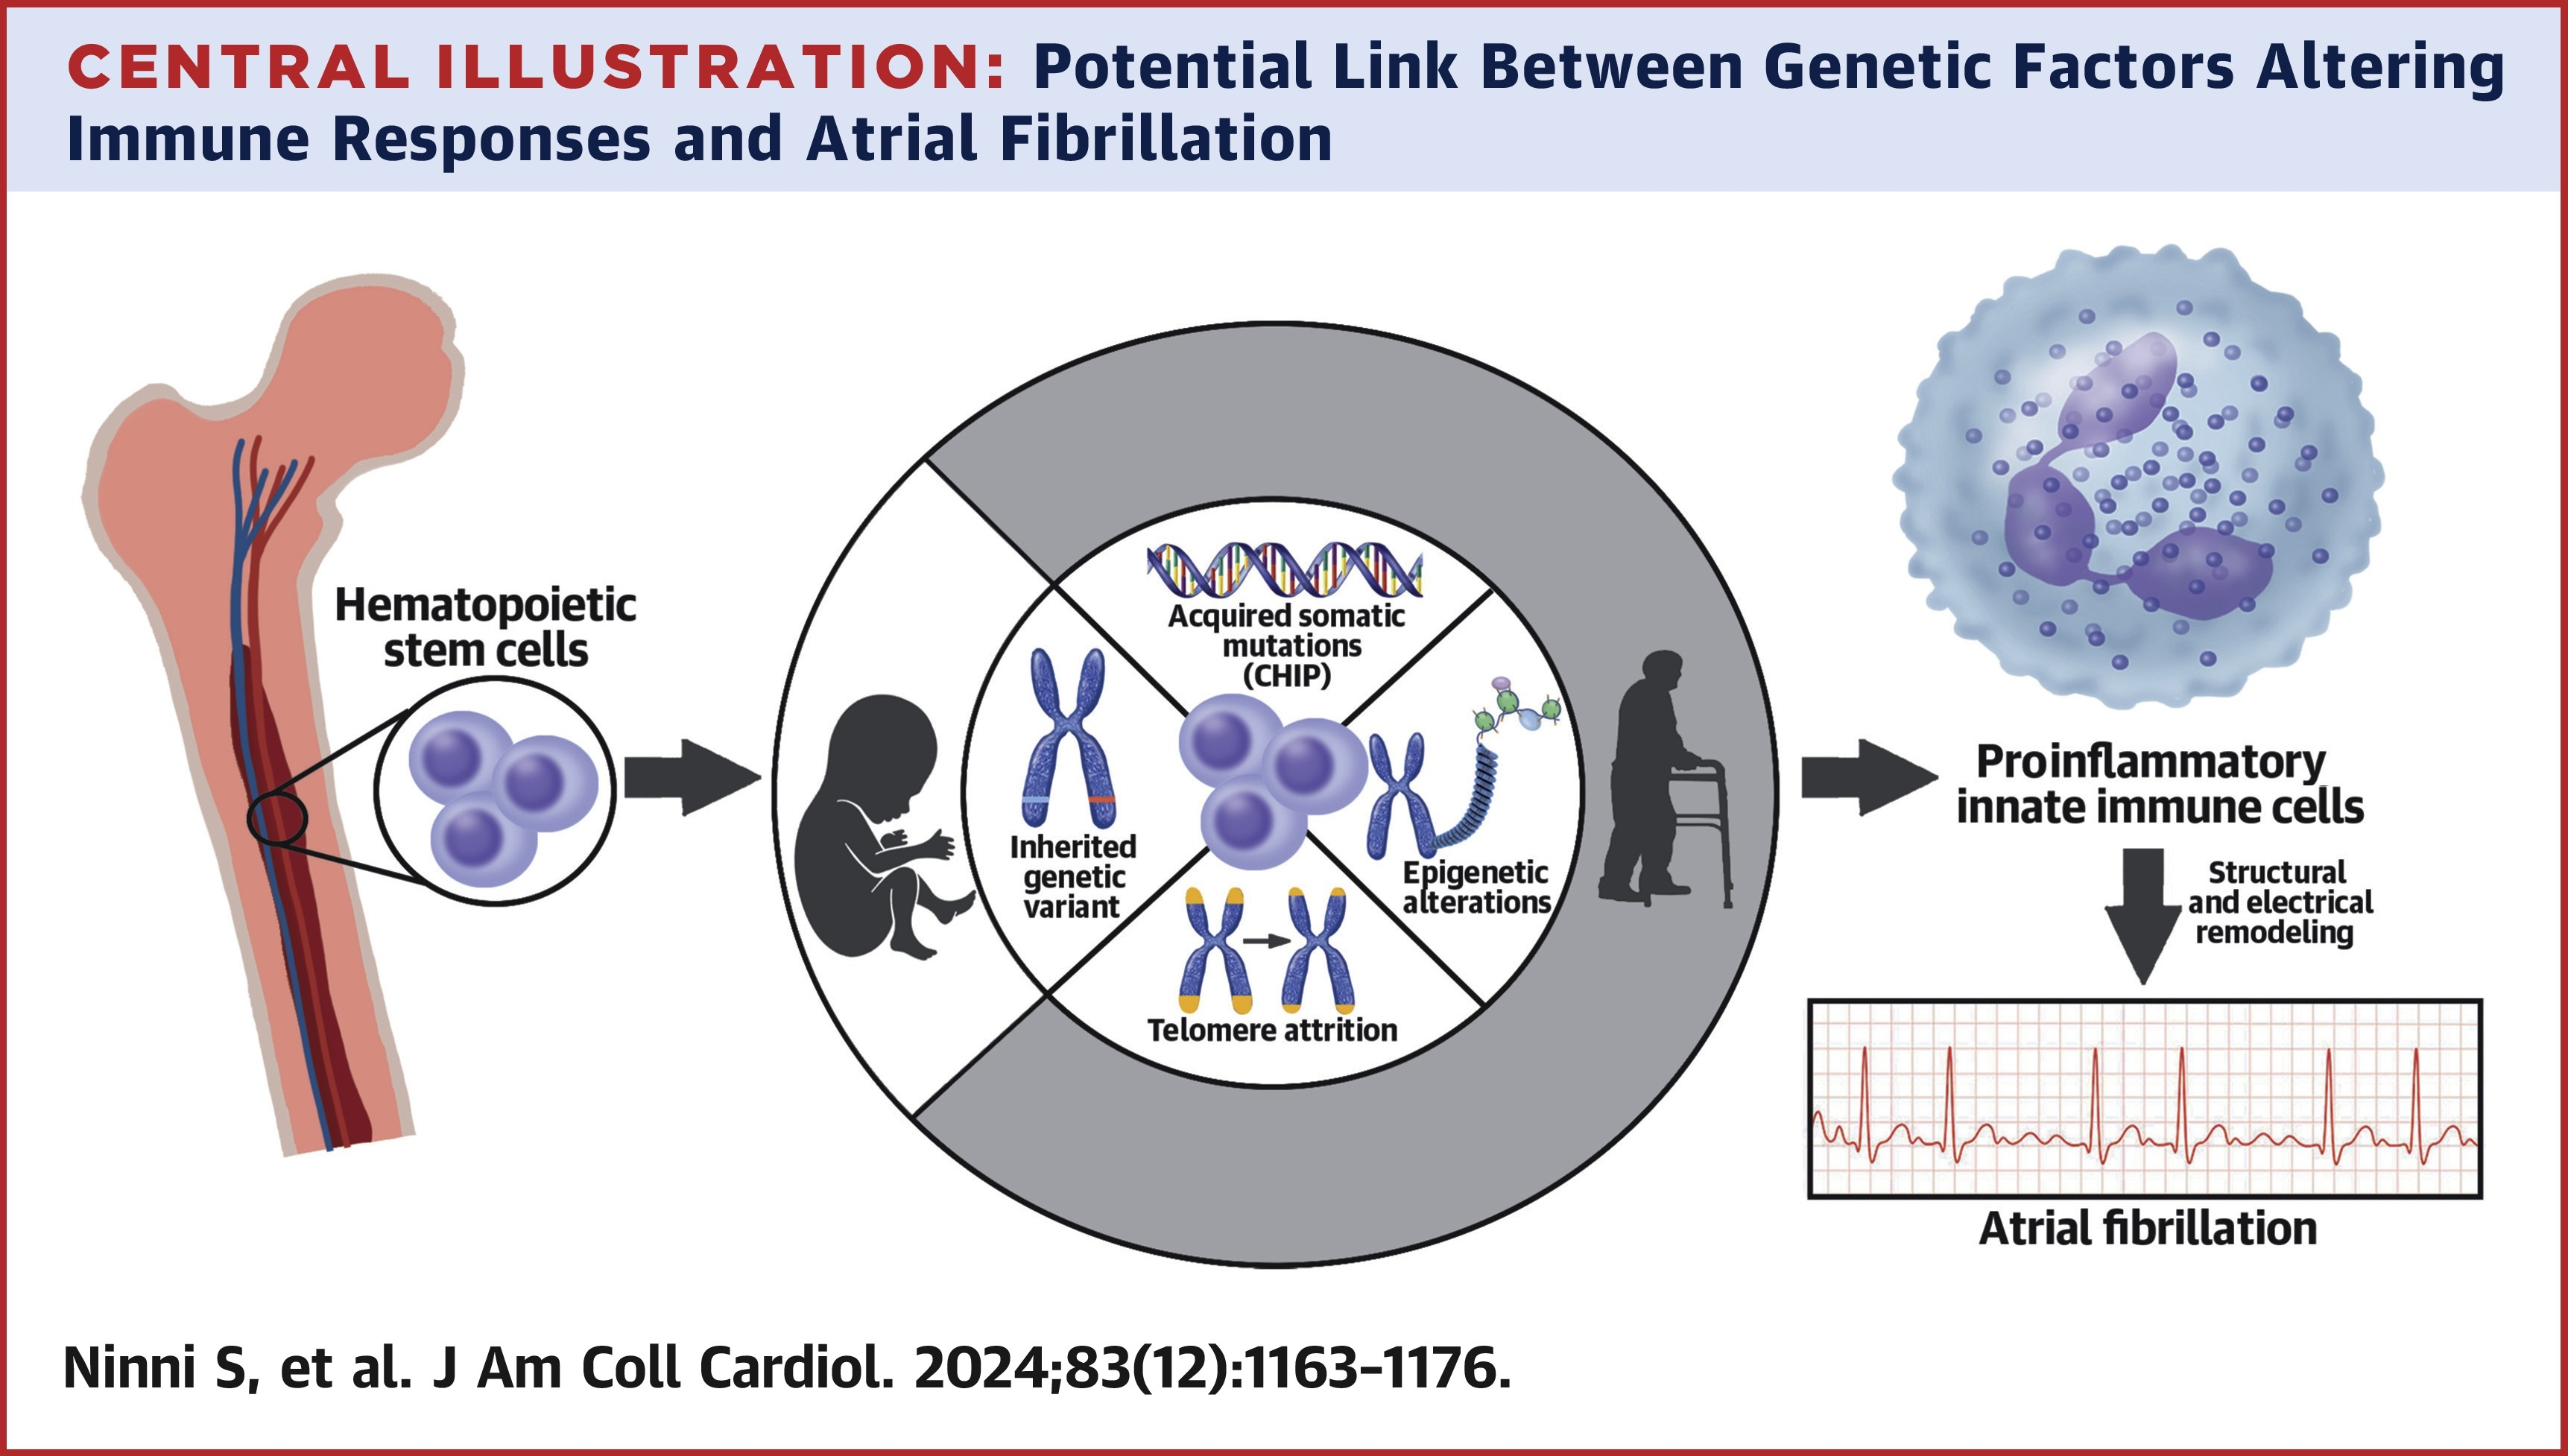 CENTRAL ILLUSTRATION: Potential Link Between Genetic Factors Altering
Immune Responses and Atrial Fibrillation
Hematopoietic
stem cells
Acquired somatic
mutations
(CHIP)
Inherited
genetic
variant
Epigenetic
alterations
Telomere attrition
Proinflammatory
innate immune cells
Structural
and electrical
remodeling
Atrial fibrillation
Ninni S, et al. J Am Coll Cardiol. 2024;83(12):1163–1176.